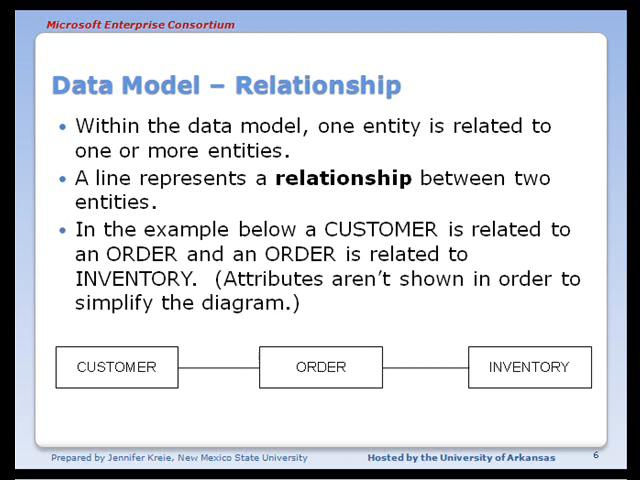 Microsoft Enterprise Consortium
Data Model – Relationship
• Within the data model, one entity is related to
one or more entities.
• A line represents a relationship between two
entities.
• In the example below a CUSTOMER is related to
an ORDER and an ORDER is related to
INVENTORY.  (Attributes aren’t shown in order to
simplify the diagram.)
CUSTOMER ORDER INVENTORY
Prepared by Jennifer Kreie, New Mexico State University Hosted by the University of Arkansas 6